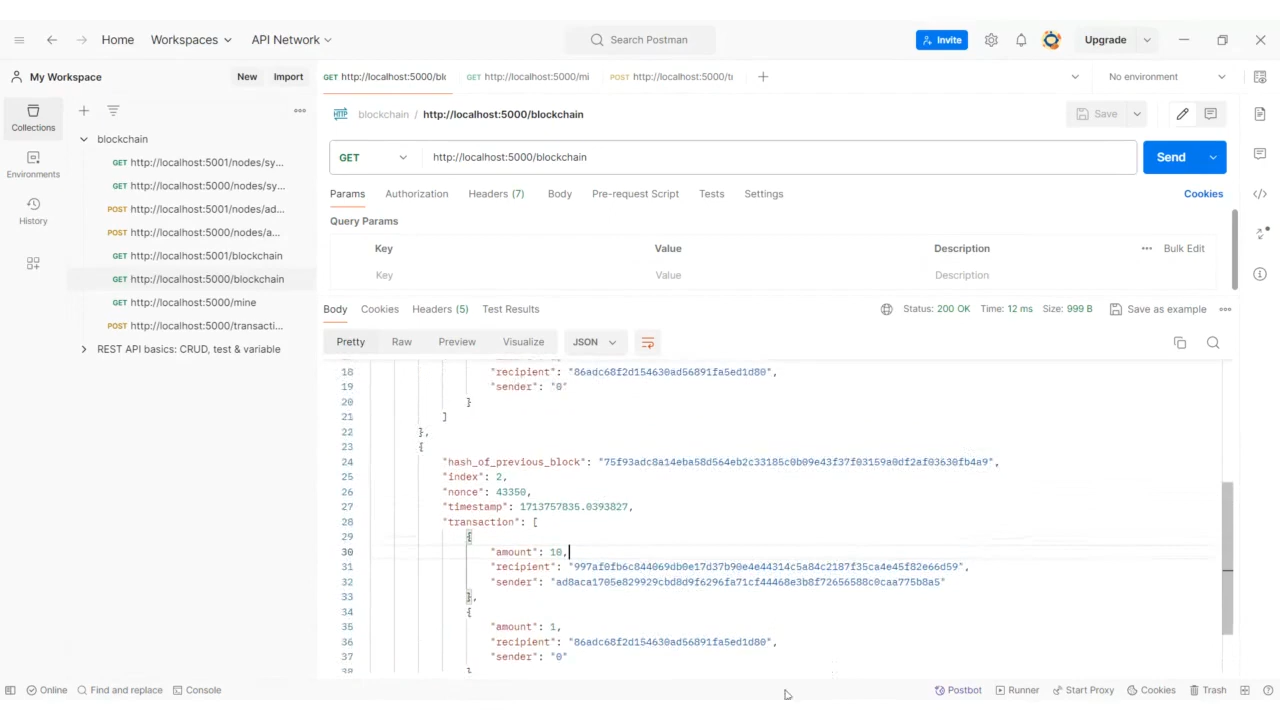 Home Workspaces API Network Search Postman Invite Upgrade
My Workspace New Import GET http://localhost:5000/blo GET http://localhost:5000/mi POST http://localhost:5000/tr No environment
Collections
Environments
History
blockchain
GET http://localhost:5001/nodes/sy...
GET http://localhost:5000/nodes/sy...
POST http://localhost:5001/nodes/ad...
POST http://localhost:5000/nodes/a...
GET http://localhost:5001/blockchain
GET http://localhost:5000/blockchain
GET http://localhost:5000/mine
POST http://localhost:5000/transacti...
REST API basics: CRUD, test & variable
HTTP blockchain / http://localhost:5000/blockchain Save
GET http://localhost:5000/blockchain Send
Params Authorization Headers (7) Body Pre-request Script Tests Settings Cookies
Query Params
Key Value Description Bulk Edit
Key Value Description
Body Cookies Headers (5) Test Results Status: 200 OK Time: 12 ms Size: 999 B Save as example
Pretty Raw Preview Visualize JSON
18 "recipient": "86adc68f2d154630ad56891fa5ed1d80",
19 "sender": "0"
20 }
21 ]
22 },
23 {
24 "hash_of_previous_block": "75f93adc8a14eba58d564eb2c33185c0b09e43f37f03159a0df2af03630fb4a9",
25 "index": 2,
26 "nonce": 43350,
27 "timestamp": 1713757835.0393827,
28 "transaction": [
29 {
30 "amount": 10,
31 "recipient": "997af0fb6c844069db0e17d37b90e4e44314c5a84c2187f35ca4e45f82e66d59",
32 "sender": "ad8aca1705e829929cbd8d9f6296fa71cf44468e3b8f72656588c0caa775b8a5"
33 },
34 {
35 "amount": 1,
36 "recipient": "86adc68f2d154630ad56891fa5ed1d80",
37 "sender": "0"
38 }
Online Find and replace Console Postbot Runner Start Proxy Cookies Trash